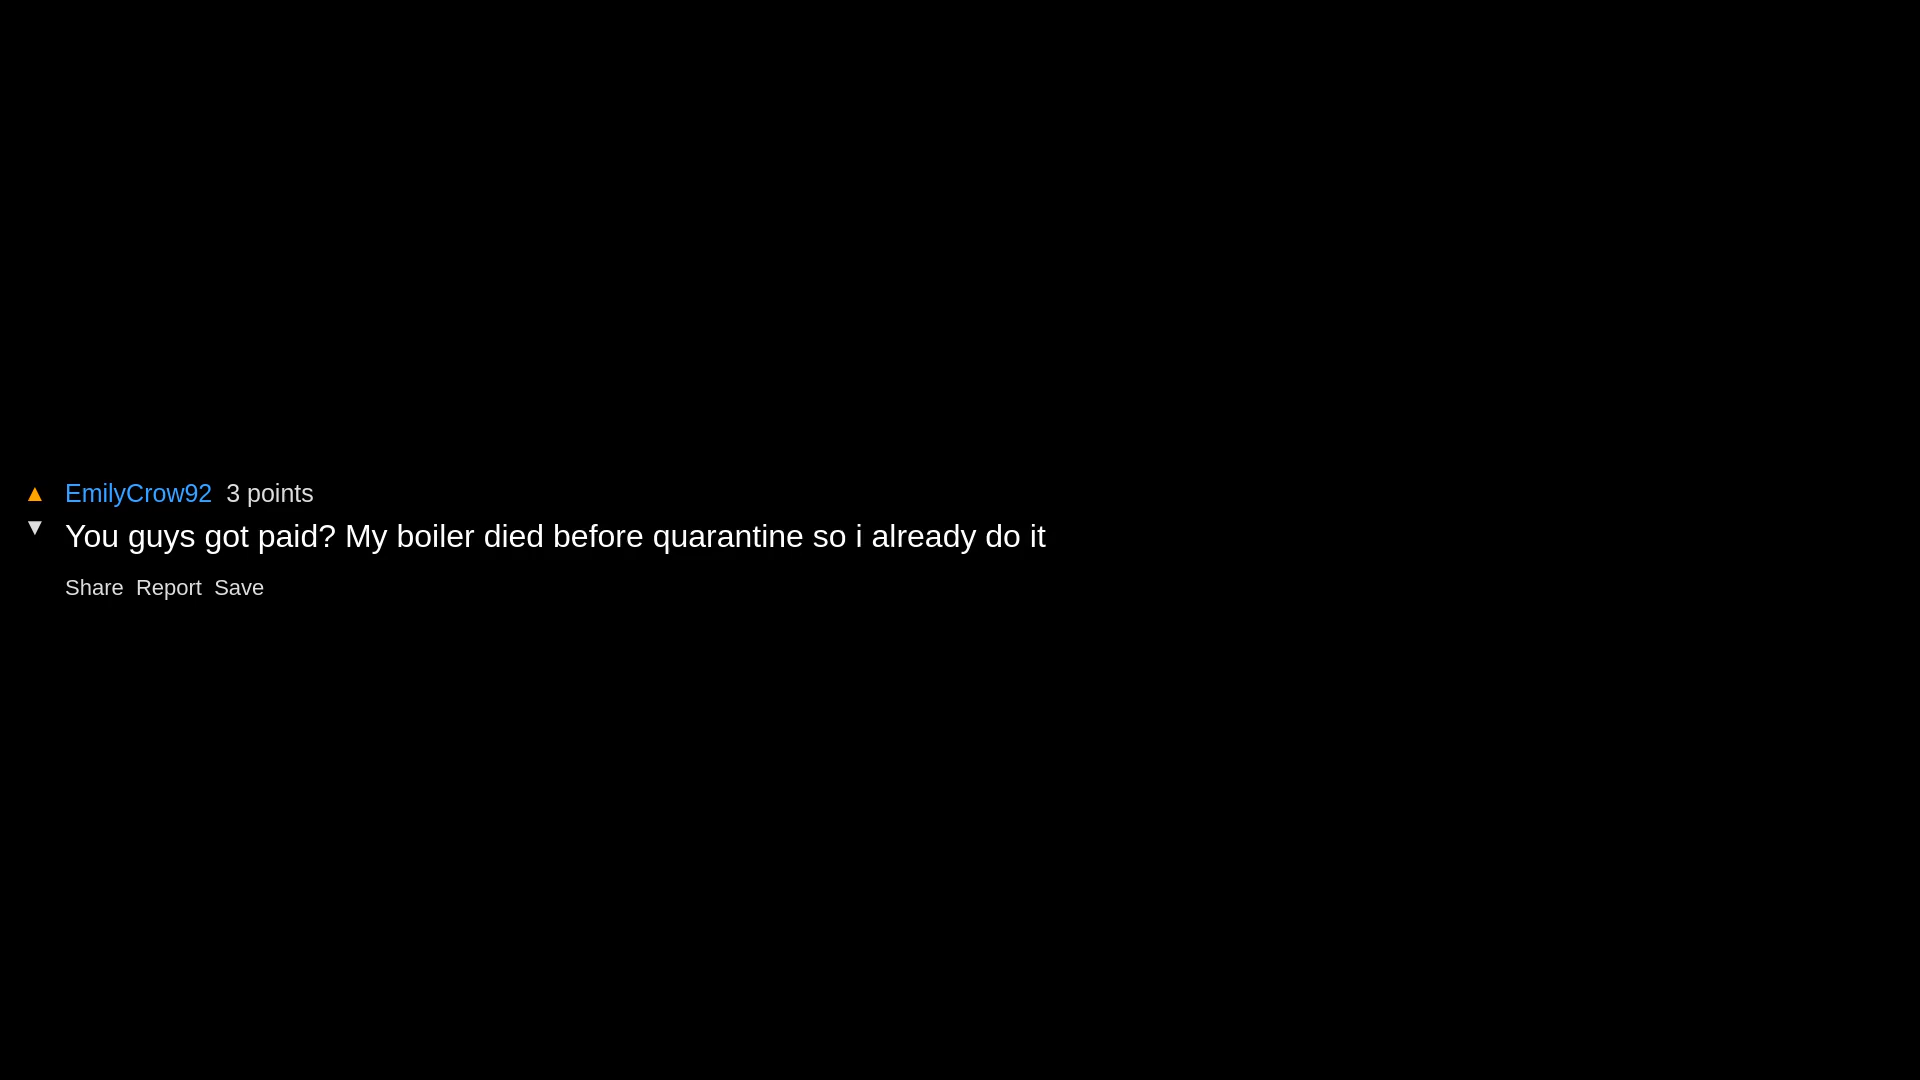 ▲ EmilyCrow92 3 points
▼ You guys got paid? My boiler died before quarantine so i already do it
Share Report Save